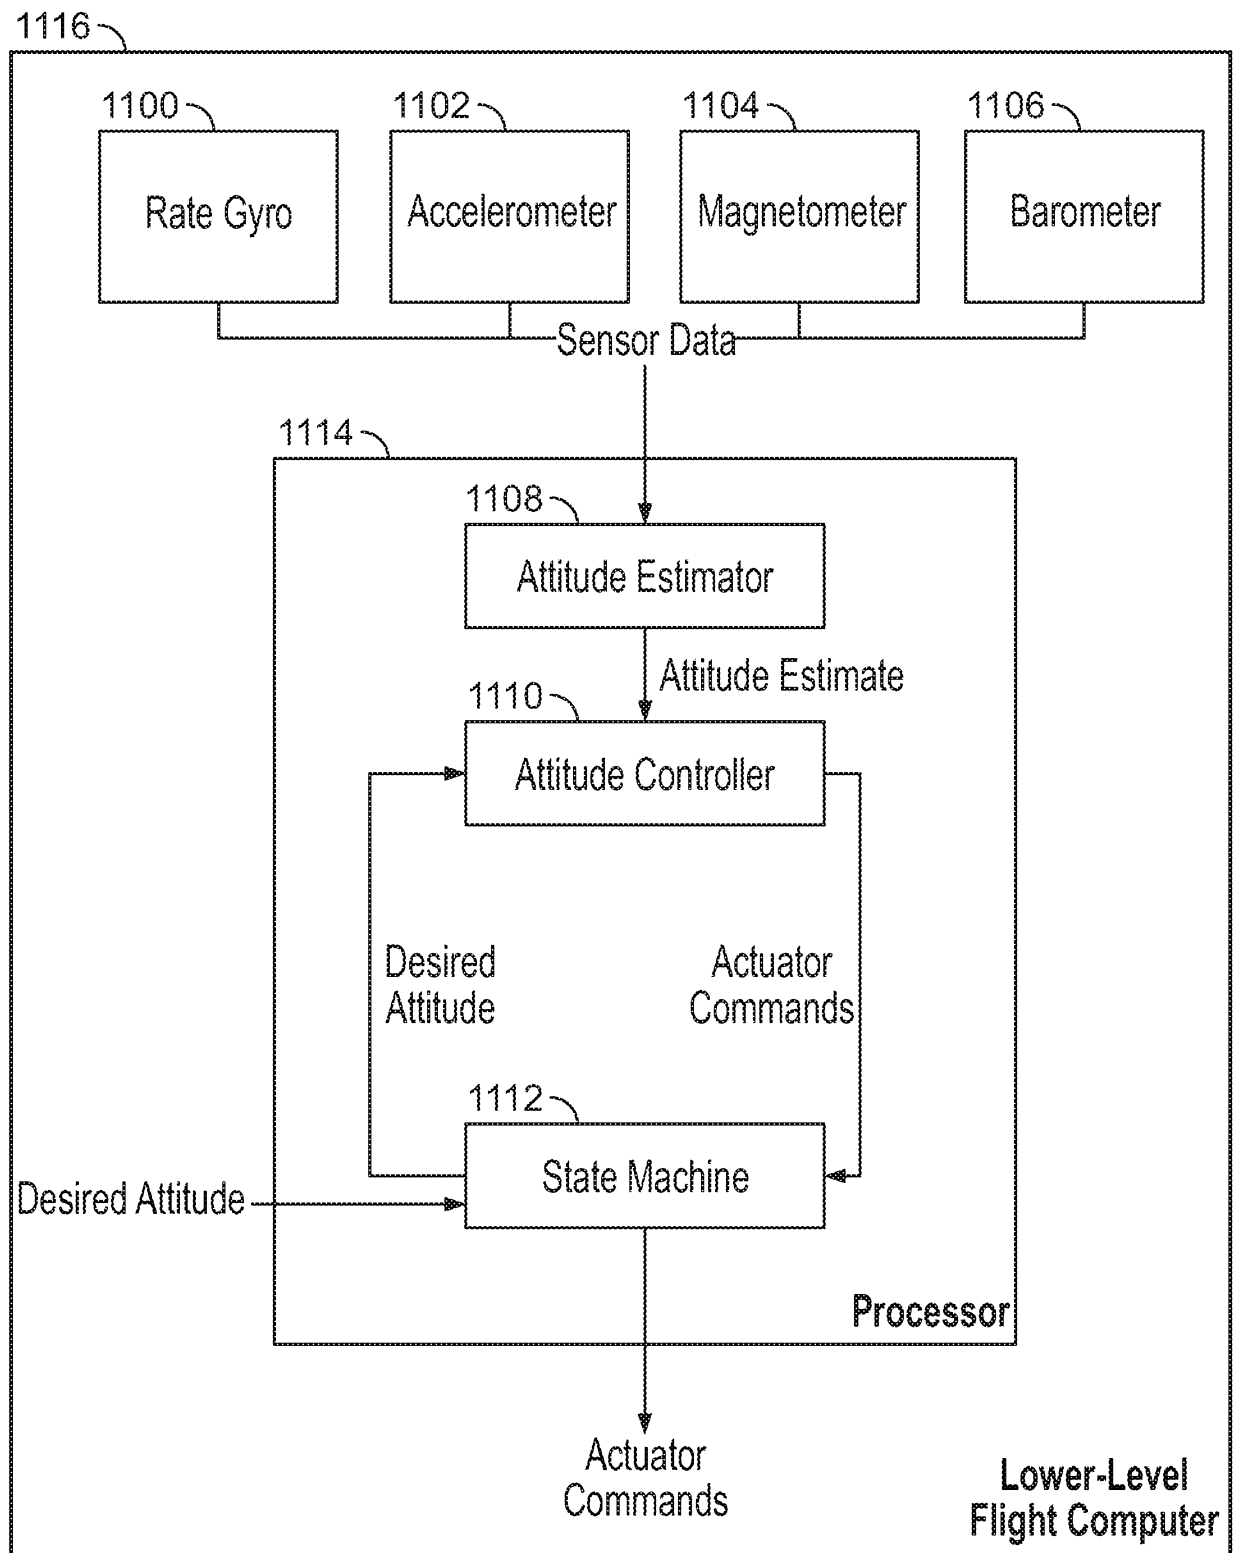 1116
1100
1102
1104
1106
Rate Gyro
Accelerometer
Magnetometer
Barometer
Sensor Data
1114
1108
Attitude Estimator
Attitude Estimate
1110
Attitude Controller
Desired
Attitude
Actuator
Commands
1112
State Machine
Desired Attitude
Processor
Actuator
Commands
Lower-Level
Flight Computer